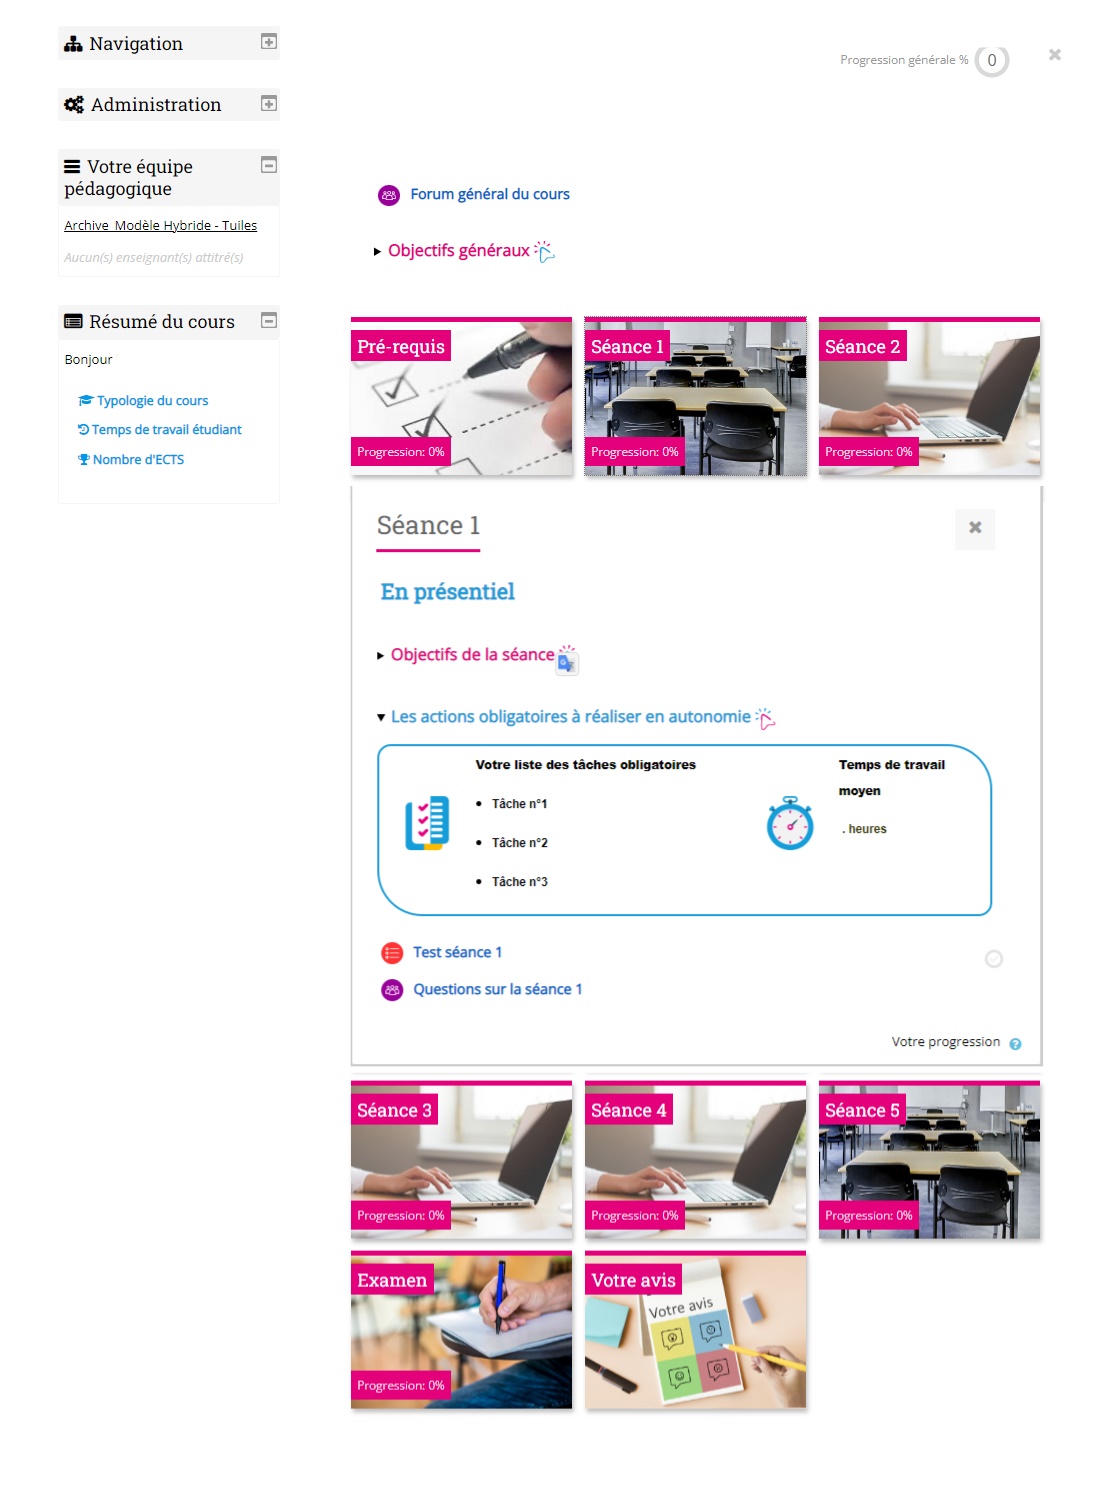 Navigation
Administration
Votre équipe
pédagogique
Archive Modèle Hybride - Tuiles
Aucun(s) enseignant(s) attitré(s)
Résumé du cours
Bonjour
Typologie du cours
Temps de travail étudiant
Nombre d'ECTS
Progression générale % 0
Forum général du cours
Objectifs généraux
Pré-requis
Progression: 0%
Séance 1
Progression: 0%
Séance 2
Progression: 0%
Séance 1
En présentiel
Objectifs de la séance
Les actions obligatoires à réaliser en autonomie
Votre liste des tâches obligatoires
Tâche n°1
Tâche n°2
Tâche n°3
Temps de travail
moyen
. heures
Test séance 1
Questions sur la séance 1
Votre progression
Séance 3
Progression: 0%
Séance 4
Progression: 0%
Séance 5
Progression: 0%
Examen
Progression: 0%
Votre avis
Votre avis